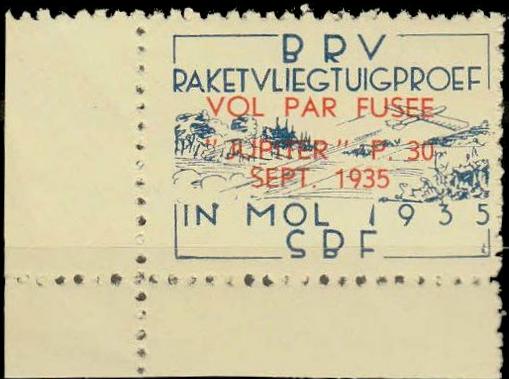 BRV
RAKETVLIEGTUIGPROEF
VOL PAR FUSEE
"JUPITER" P. 30
SEPT. 1935
IN MOL 1935
SBF